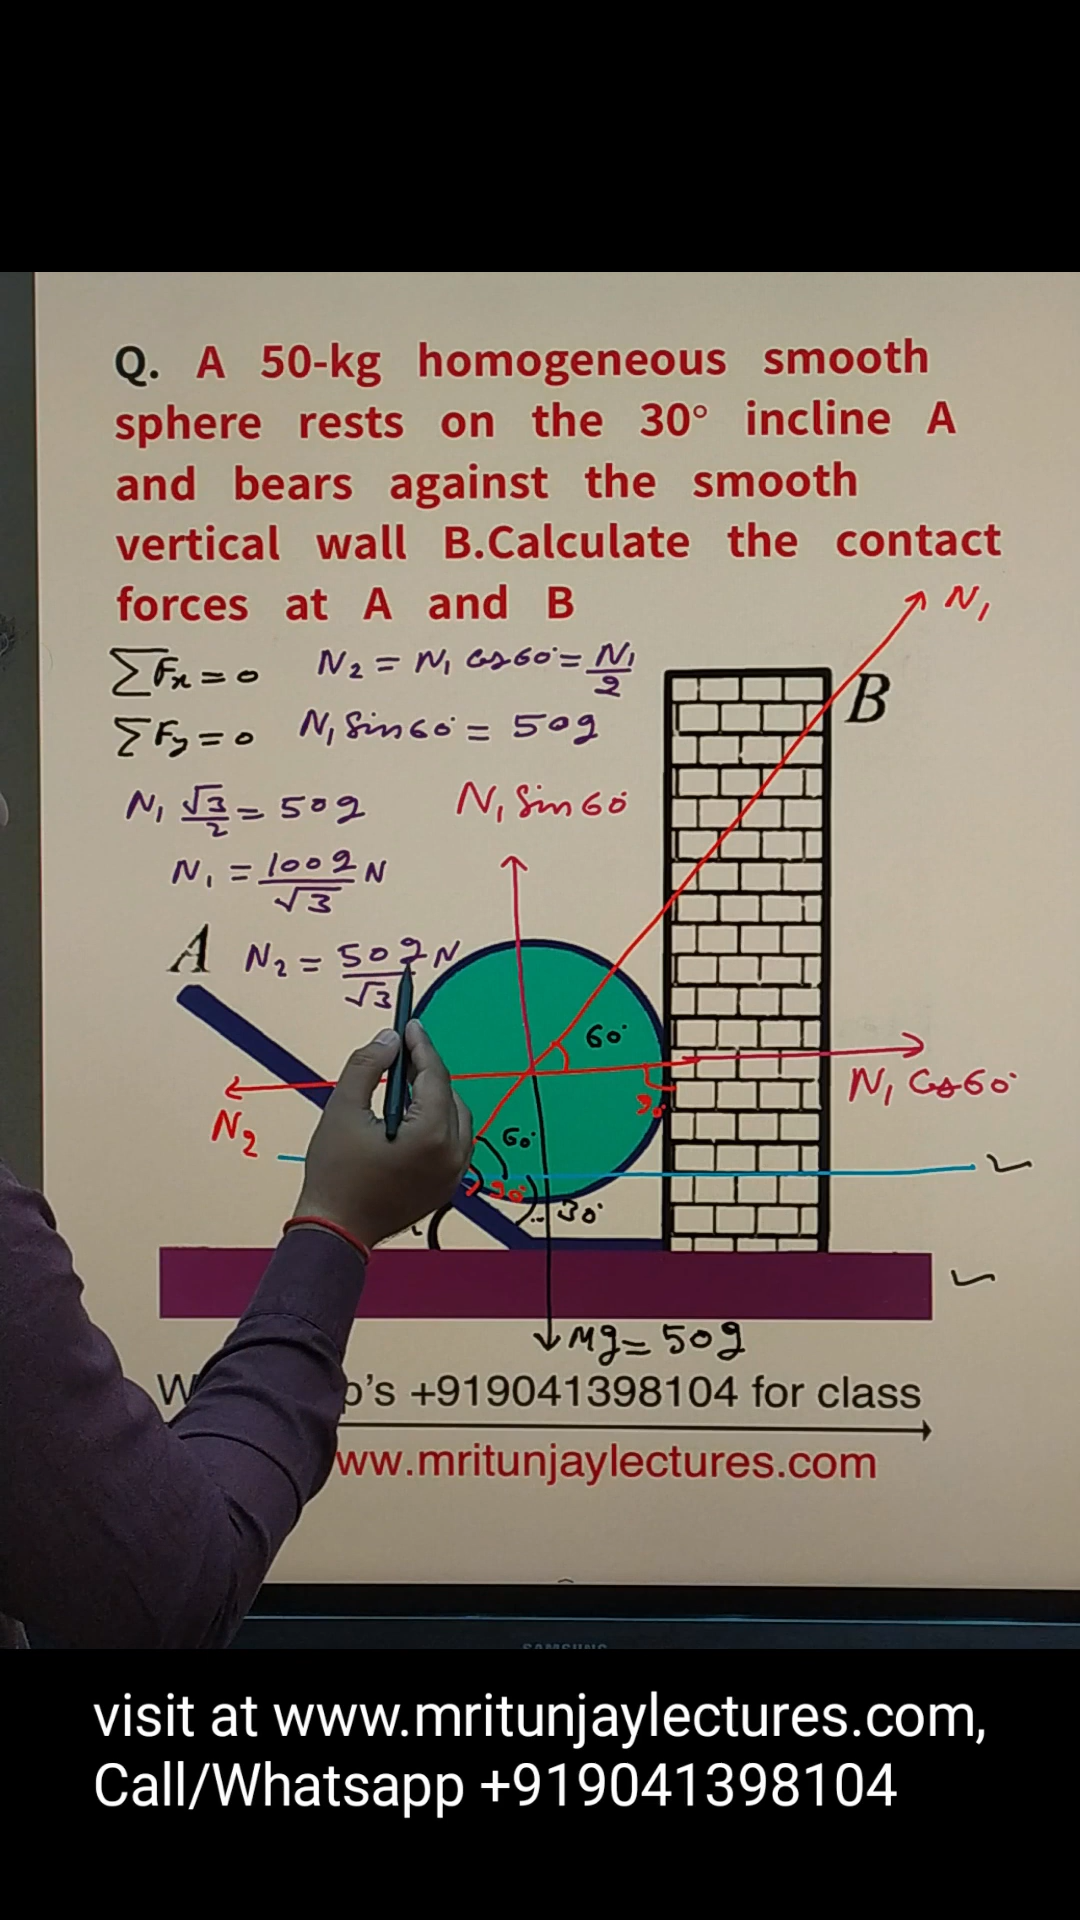 Q. A 50-kg homogeneous smooth
sphere rests on the 30° incline A
and bears against the smooth
vertical wall B.Calculate the contact
forces at A and B
N₁
ΣFx = 0 N₂ = N₁ Cos60° = N₁/2
B
ΣFy = 0 N₁ Sin60° = 50g
N₁ √3/2 = 50g N₁ Sin60
N₁ = 100g/√3 N
A N₂ = 50g/√3 N
60°
N₁ Cos60°
90
N₂
60°
90°
30°
Mg = 50g
+919041398104 for class
ww.mritunjaylectures.com
SAMSUNG
visit at www.mritunjaylectures.com,
Call/Whatsapp +919041398104